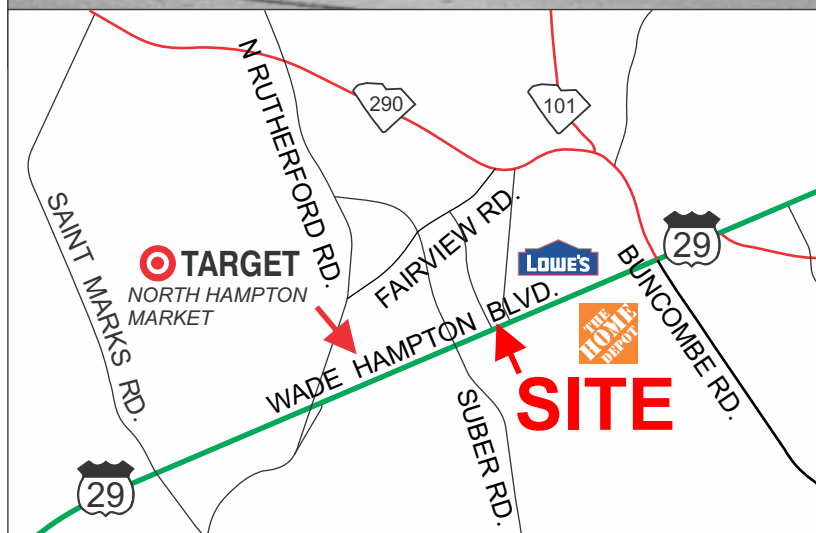 N RUTHERFORD RD.
290
101
SAINT MARKS RD.
TARGET
NORTH HAMPTON
MARKET
FAIRVIEW RD.
LOWE'S
29
BUNCOMBE RD.
THE
HOME
DEPOT
WADE HAMPTON BLVD.
SITE
SUBER RD.
29